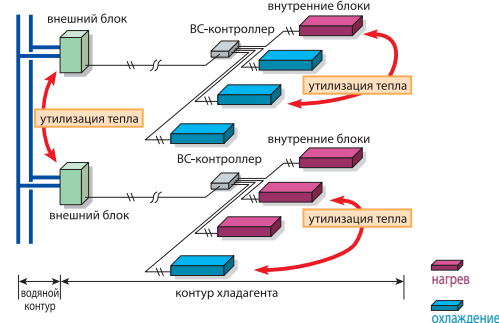 внешний блок
внутренние блоки
ВС-контроллер
утилизация тепла
утилизация тепла
внутренние блоки
ВС-контроллер
внешний блок
утилизация тепла
водяной
контур
контур хладагента
нагрев
охлаждение